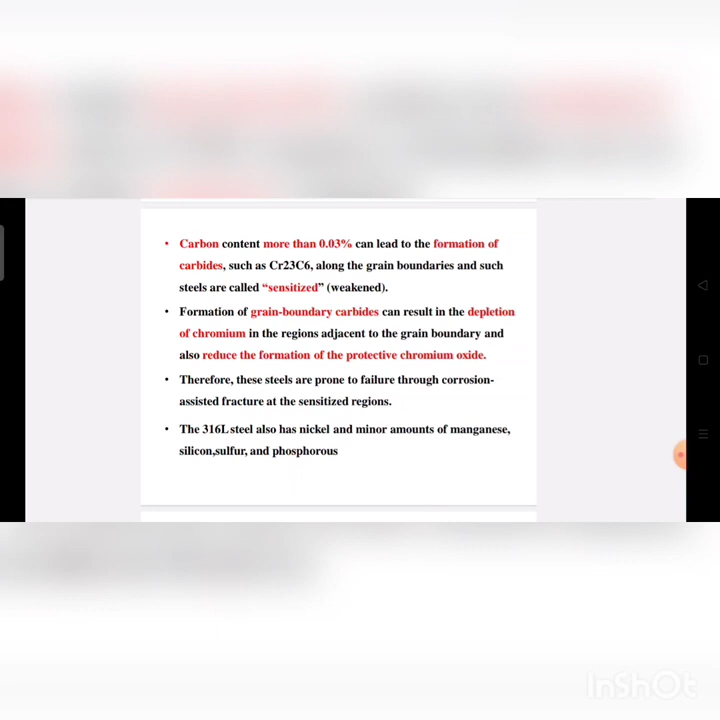 • Carbon content more than 0.03% can lead to the formation of
carbides, such as Cr23C6, along the grain boundaries and such
steels are called “sensitized” (weakened).
• Formation of grain-boundary carbides can result in the depletion
of chromium in the regions adjacent to the grain boundary and
also reduce the formation of the protective chromium oxide.
• Therefore, these steels are prone to failure through corrosion-
assisted fracture at the sensitized regions.
• The 316L steel also has nickel and minor amounts of manganese,
silicon,sulfur, and phosphorous
InShOt